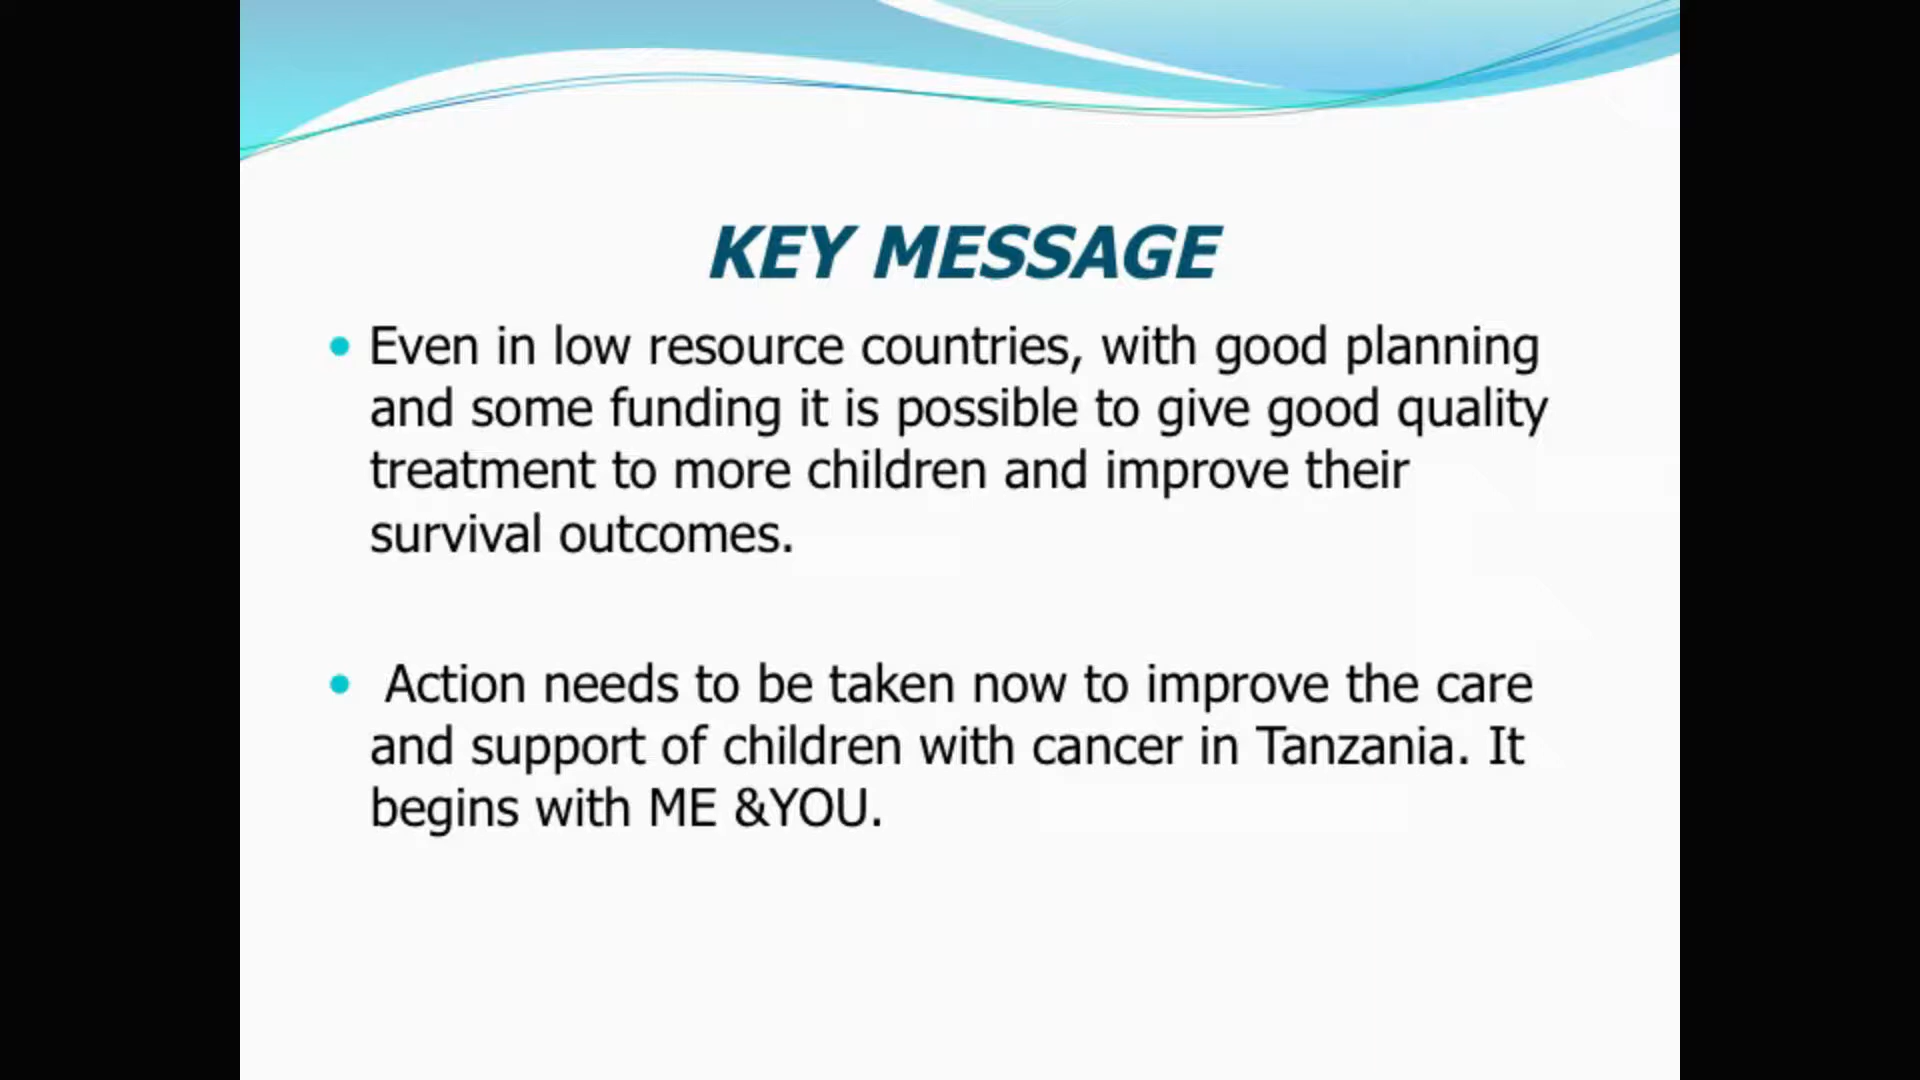 KEY MESSAGE
• Even in low resource countries, with good planning
and some funding it is possible to give good quality
treatment to more children and improve their
survival outcomes.
• Action needs to be taken now to improve the care
and support of children with cancer in Tanzania. It
begins with ME &YOU.